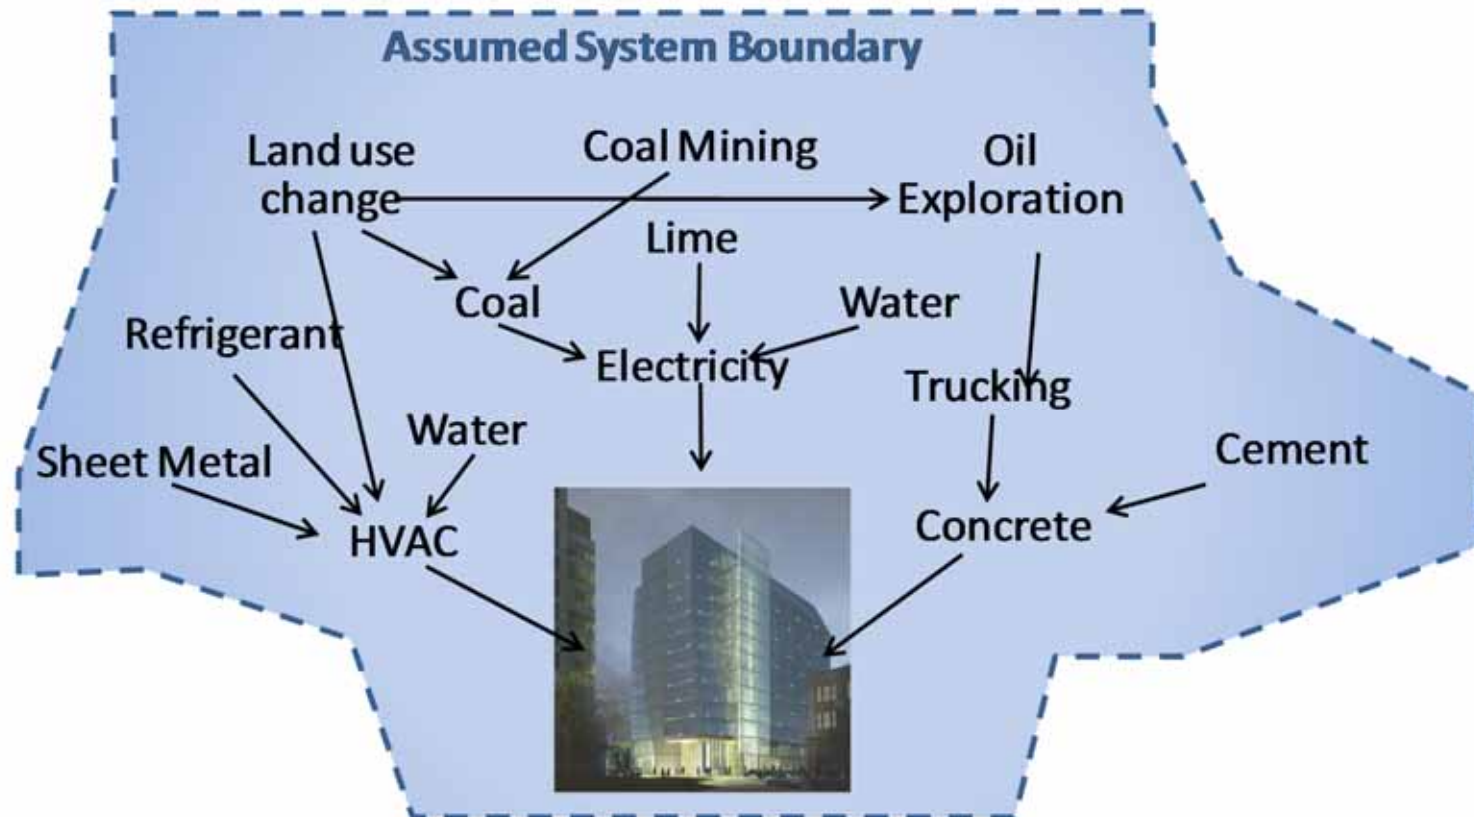 Assumed System Boundary
Land use
change
Coal Mining
Oil
Exploration
Lime
Coal
Water
Refrigerant
Electricity
Trucking
Water
Sheet Metal
Cement
HVAC
Concrete